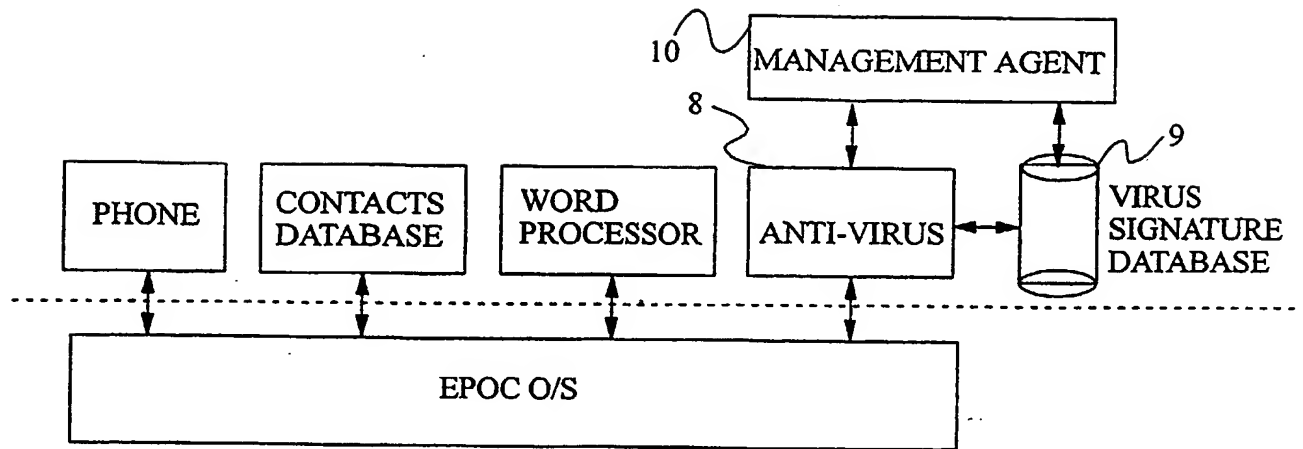 10
MANAGEMENT AGENT
8
9
PHONE
CONTACTS
DATABASE
WORD
PROCESSOR
ANTI-VIRUS
VIRUS
SIGNATURE
DATABASE
EPOC O/S